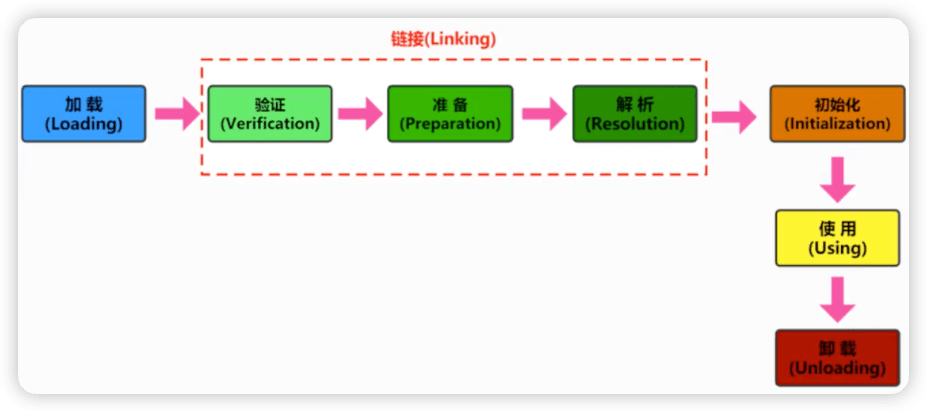 链接(Linking)
加载
(Loading)
验证
(Verification)
准备
(Preparation)
解析
(Resolution)
初始化
(Initialization)
使用
(Using)
卸载
(Unloading)